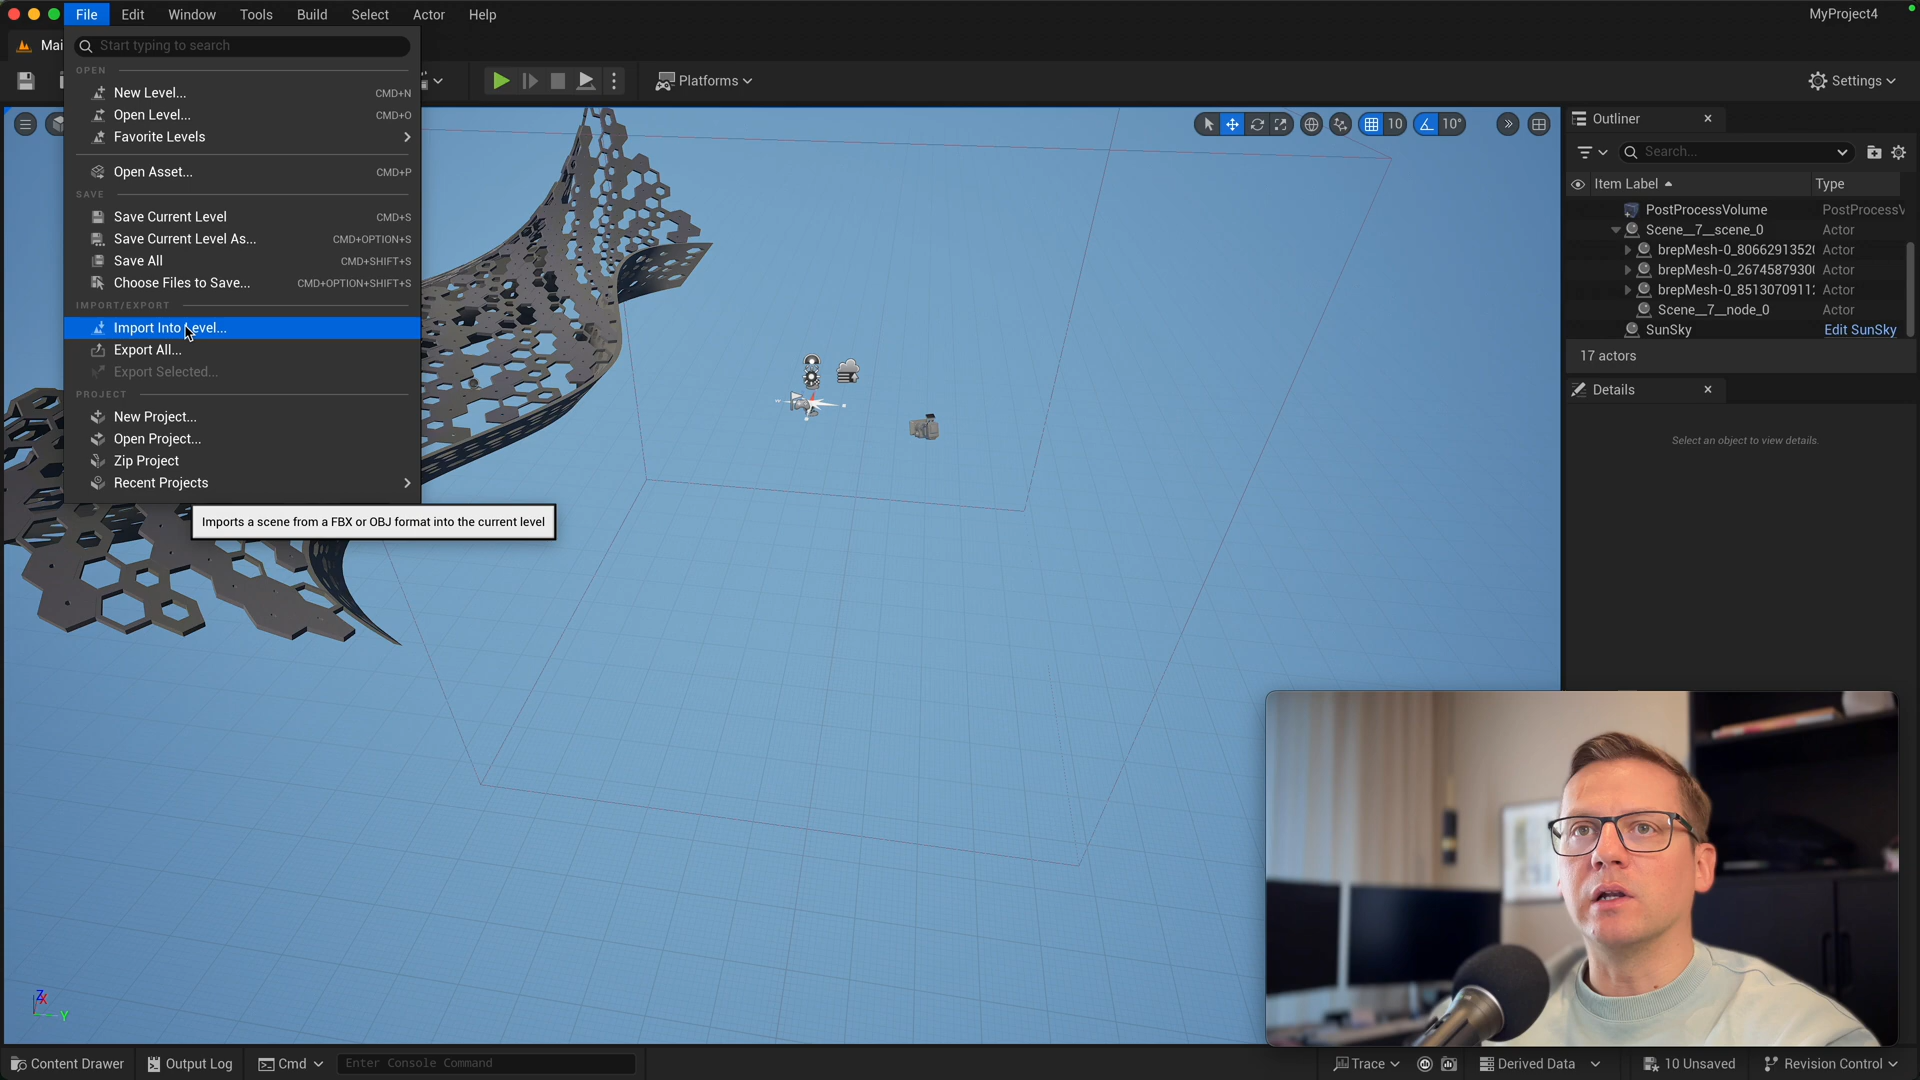 File Edit Window Tools Build Select Actor Help
MyProject4
Mai
Start typing to search
OPEN
New Level... CMD+N
Open Level... CMD+O
Favorite Levels
Open Asset... CMD+P
SAVE
Save Current Level CMD+S
Save Current Level As... CMD+OPTION+S
Save All CMD+SHIFT+S
Choose Files to Save... CMD+OPTION+SHIFT+S
IMPORT/EXPORT
Import Into Level...
Export All...
Export Selected...
PROJECT
New Project...
Open Project...
Zip Project
Recent Projects
Imports a scene from a FBX or OBJ format into the current level
Platforms
Settings
10
10°
Outliner
Search...
Item Label Type
PostProcessVolume PostProcessV
Scene__7__scene_0 Actor
brepMesh-0_8066291352( Actor
brepMesh-0_2674587930( Actor
brepMesh-0_8513070911: Actor
Scene__7__node_0 Actor
SunSky Edit SunSky
17 actors
Details
Select an object to view details.
Z X
Y
Content Drawer Output Log Cmd Enter Console Command
Trace Derived Data 10 Unsaved Revision Control